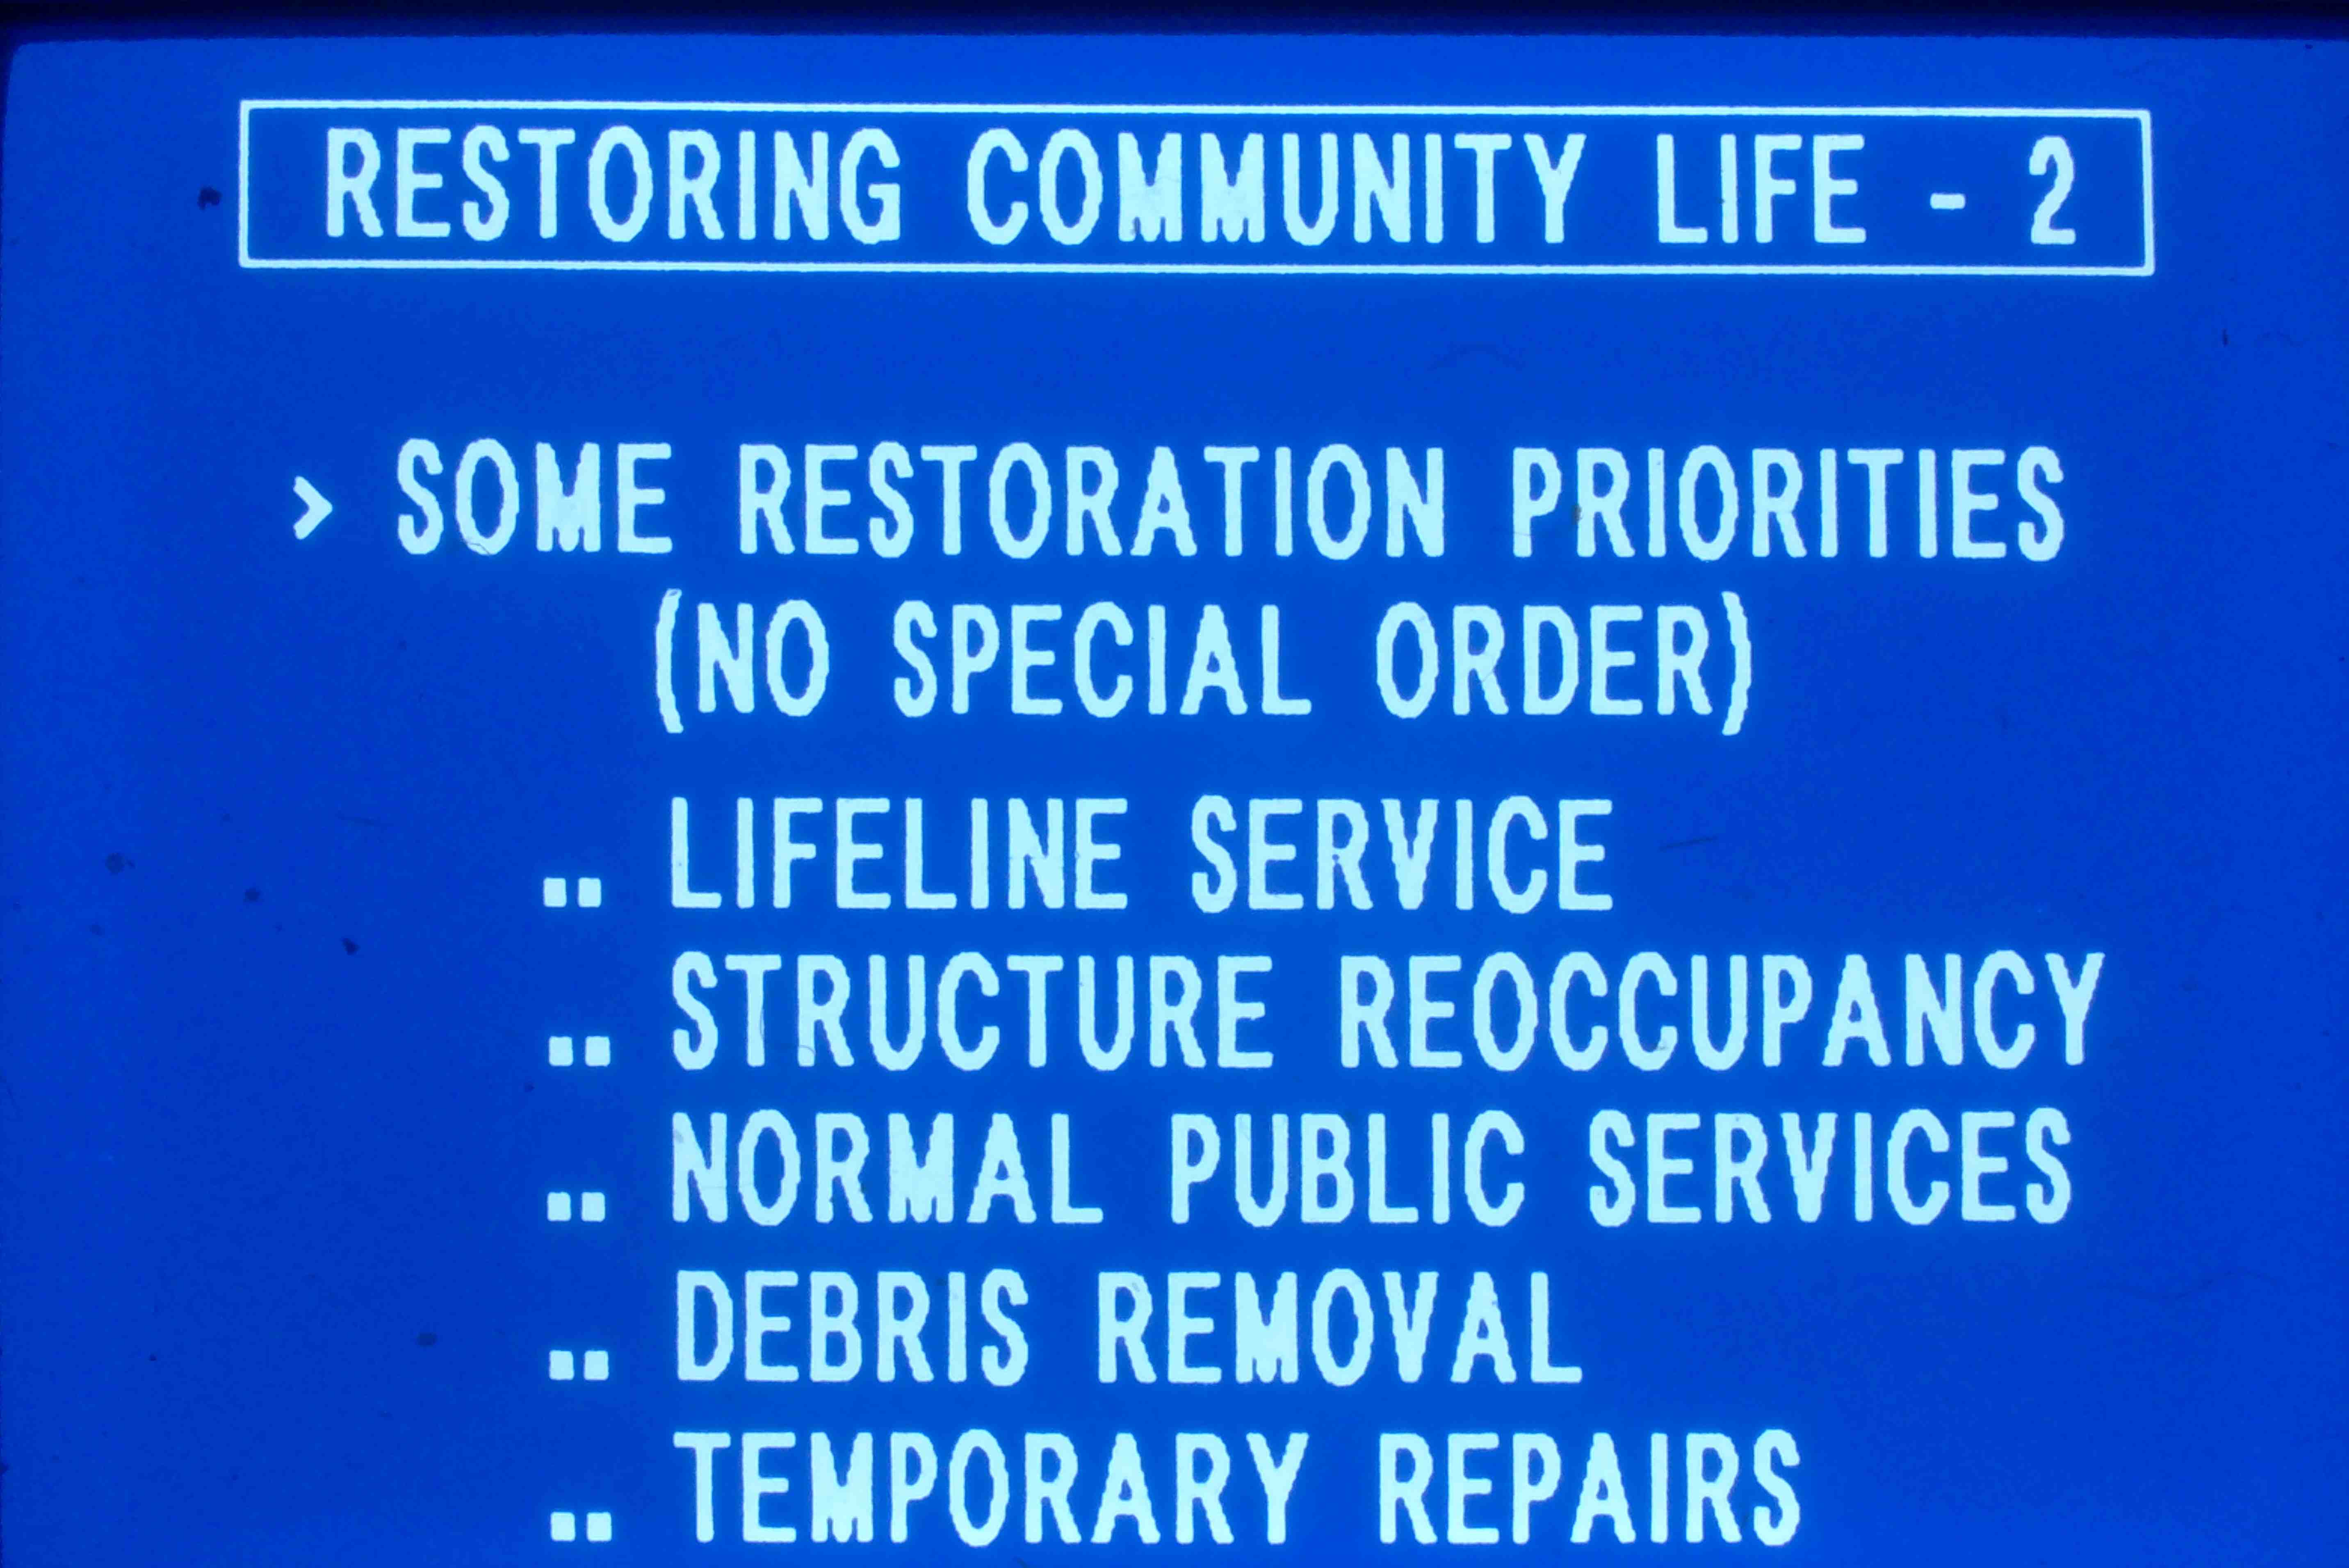 RESTORING COMMUNITY LIFE - 2
> SOME RESTORATION PRIORITIES
(NO SPECIAL ORDER)
.. LIFELINE SERVICE
.. STRUCTURE REOCCUPANCY
.. NORMAL PUBLIC SERVICES
.. DEBRIS REMOVAL
.. TEMPORARY REPAIRS